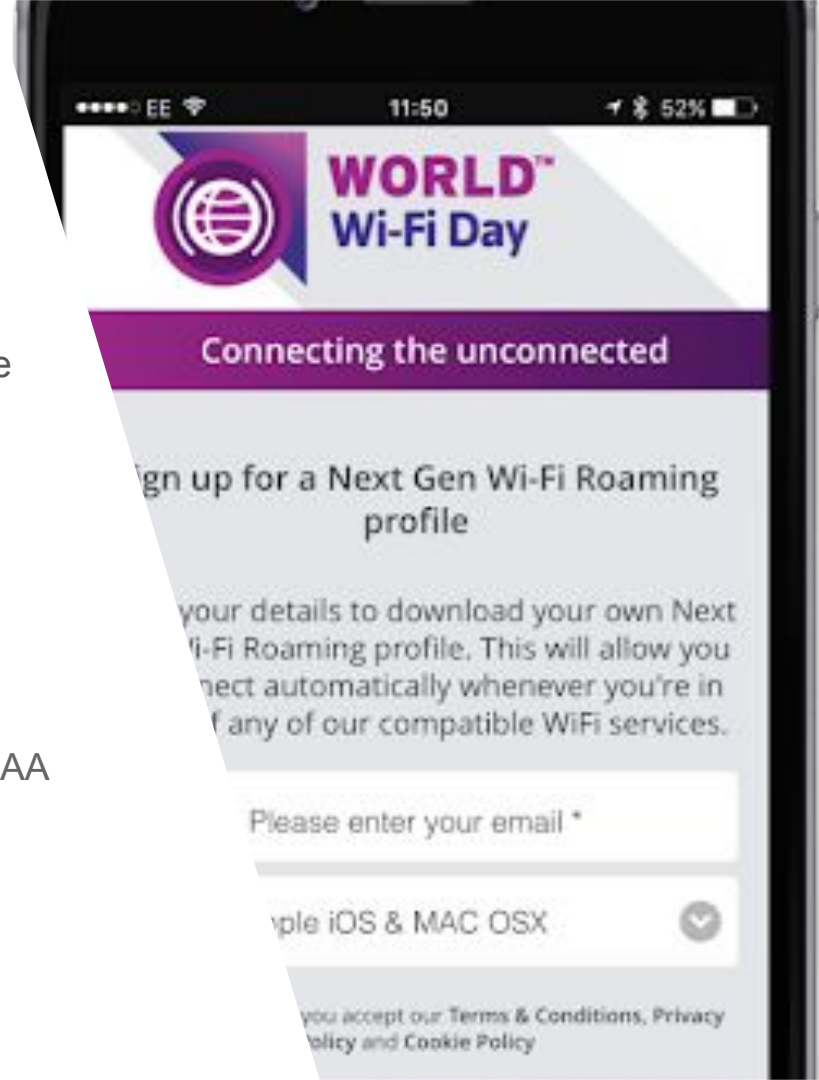 EE 11:50 52%
WORLD™
Wi-Fi Day
Connecting the unconnected
e
ign up for a Next Gen Wi-Fi Roaming
profile
your details to download your own Next
i-Fi Roaming profile. This will allow you
nect automatically whenever you're in
f any of our compatible WiFi services.
AA
Please enter your email *
ple iOS & MAC OSX
you accept our Terms & Conditions, Privacy
Policy and Cookie Policy